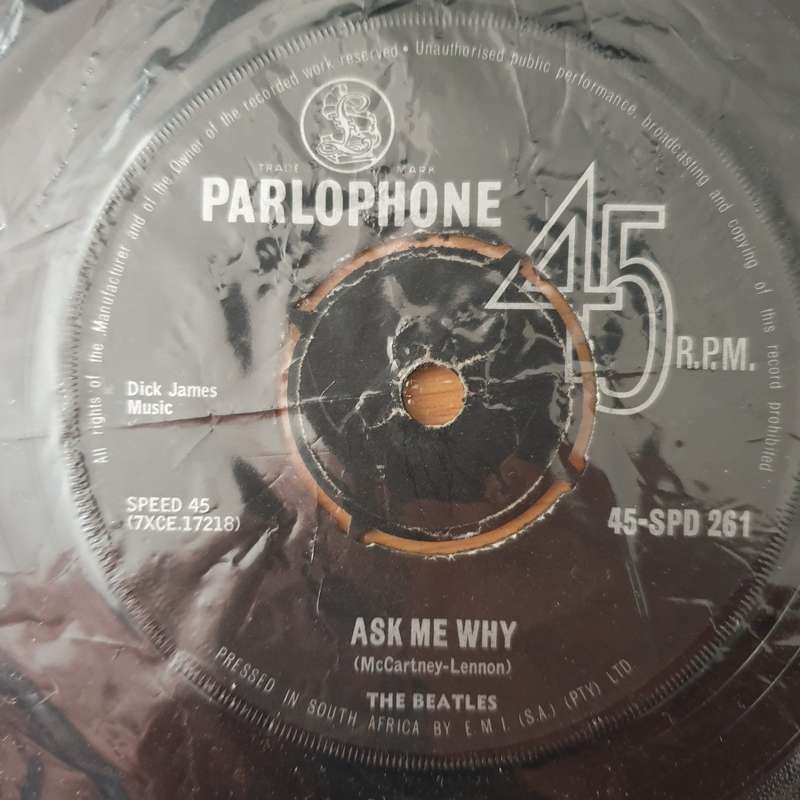 All rights of the Manufacturer and of the Owner of the recorded work reserved • Unauthorised public performance, broadcasting and copying of this record prohibited
£
TRADE MARK
PARLOPHONE
45
R.P.M.
Dick James
Music
SPEED 45
(7XCE.17218)
45-SPD 261
ASK ME WHY
(McCartney-Lennon)
THE BEATLES
PRESSED IN SOUTH AFRICA BY E.M.I. (S.A.) (PTY) LTD